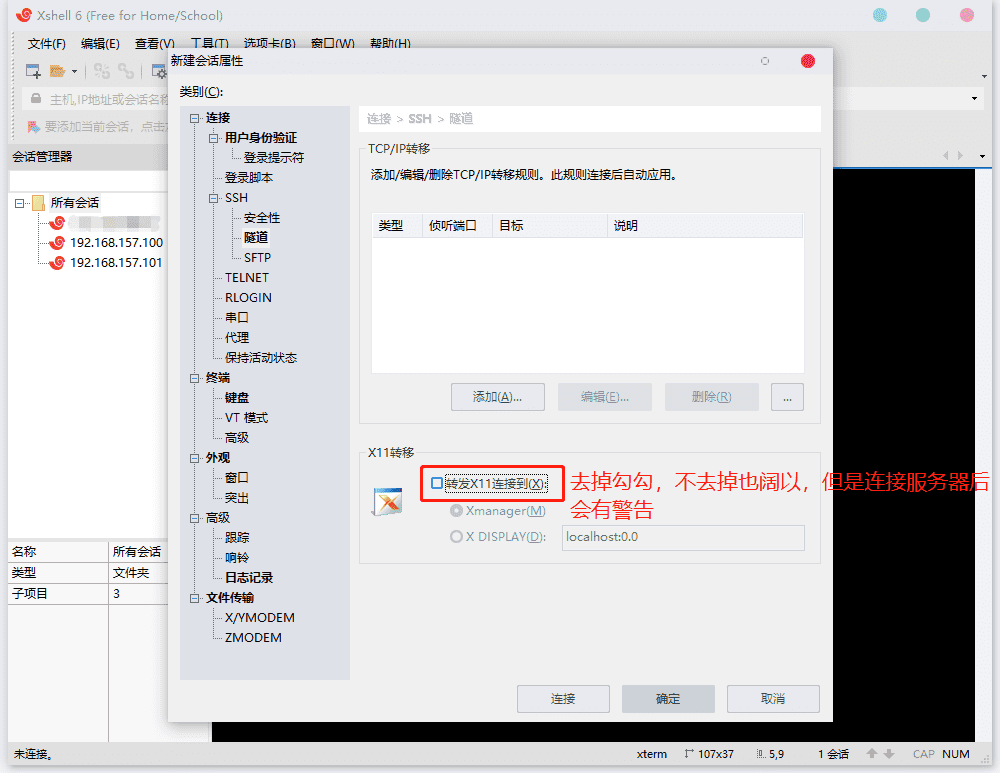 Xshell 6 (Free for Home/School)
文件(F) 编辑(E) 查看(V) 工具(T) 选项卡(B) 窗口(W) 帮助(H)
主机,IP地址或会话名称
要添加当前会话，点击
会话管理器
所有会话
192.168.157.100
192.168.157.101
名称 所有会话
类型 文件夹
子项目 3
新建会话属性
类别(C):
连接
用户身份验证
登录提示符
登录脚本
SSH
安全性
隧道
SFTP
TELNET
RLOGIN
串口
代理
保持活动状态
终端
键盘
VT 模式
高级
外观
窗口
突出
高级
跟踪
响铃
日志记录
文件传输
X/YMODEM
ZMODEM
连接 > SSH > 隧道
TCP/IP转移
添加/编辑/删除TCP/IP转移规则。此规则连接后自动应用。
类型 侦听端口 目标 说明
添加(A)... 编辑(E)... 删除(R) ...
X11转移
转发X11连接到(X):
Xmanager(M)
X DISPLAY(D): localhost:0.0
去掉勾勾，不去掉也阔以，但是连接服务器后
会有警告
连接 确定 取消
未连接。 xterm 107x37 5,9 1 会话 CAP NUM